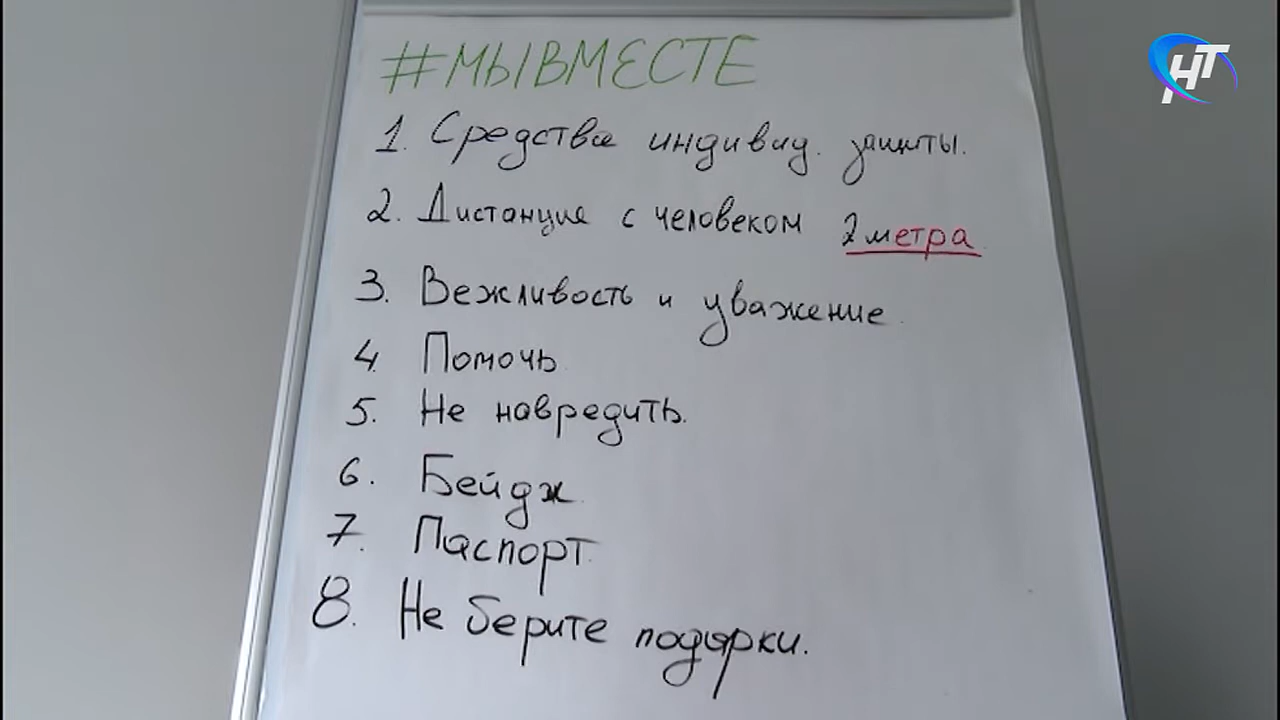 НТ
#МЫВМЕСТЕ
1. Средства индивид. защиты.
2. Дистанция с человеком 2 метра.
3. Вежливость и уважение.
4. Помочь
5. Не навредить.
6. Бейдж.
7. Паспорт.
8. Не берите подарки.